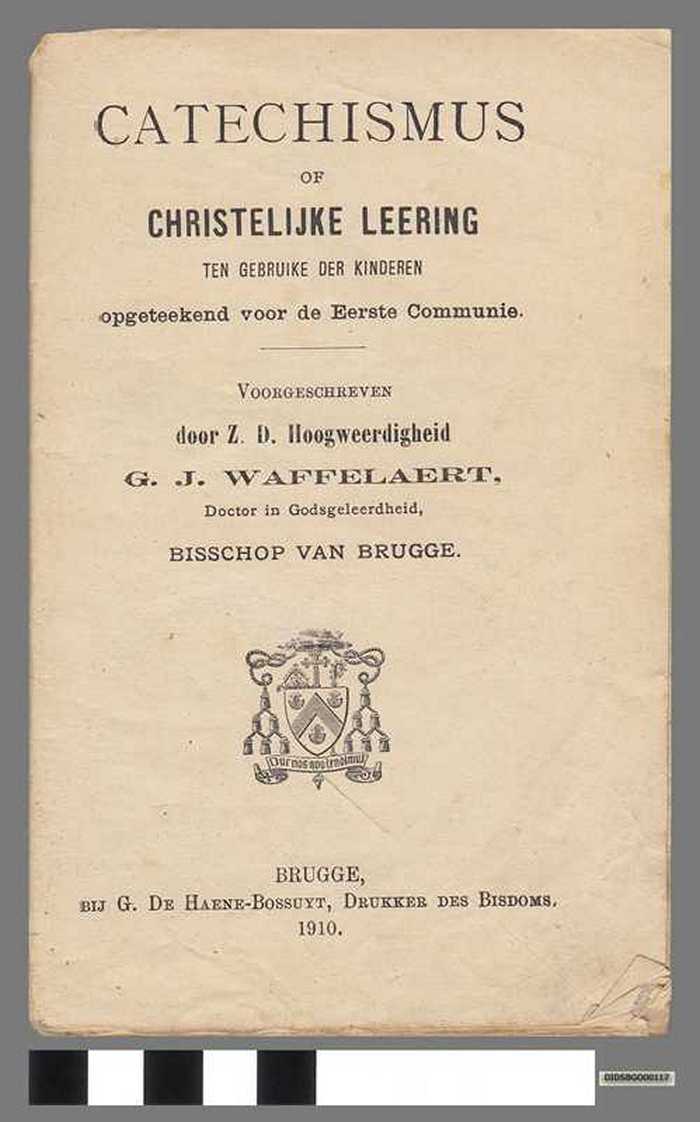 CATECHISMUS
OF
CHRISTELIJKE LEERING
TEN GEBRUIKE DER KINDEREN
opgeteekend voor de Eerste Communie.
VOORGESCHREVEN
door Z. D. Hoogweerdigheid
G. J. WAFFELAERT,
Doctor in Godsgeleerdheid,
BISSCHOP VAN BRUGGE.
BRUGGE,
BIJ G. DE HAENE-BOSSUYT, DRUKKER DES BISDOMS.
1910.